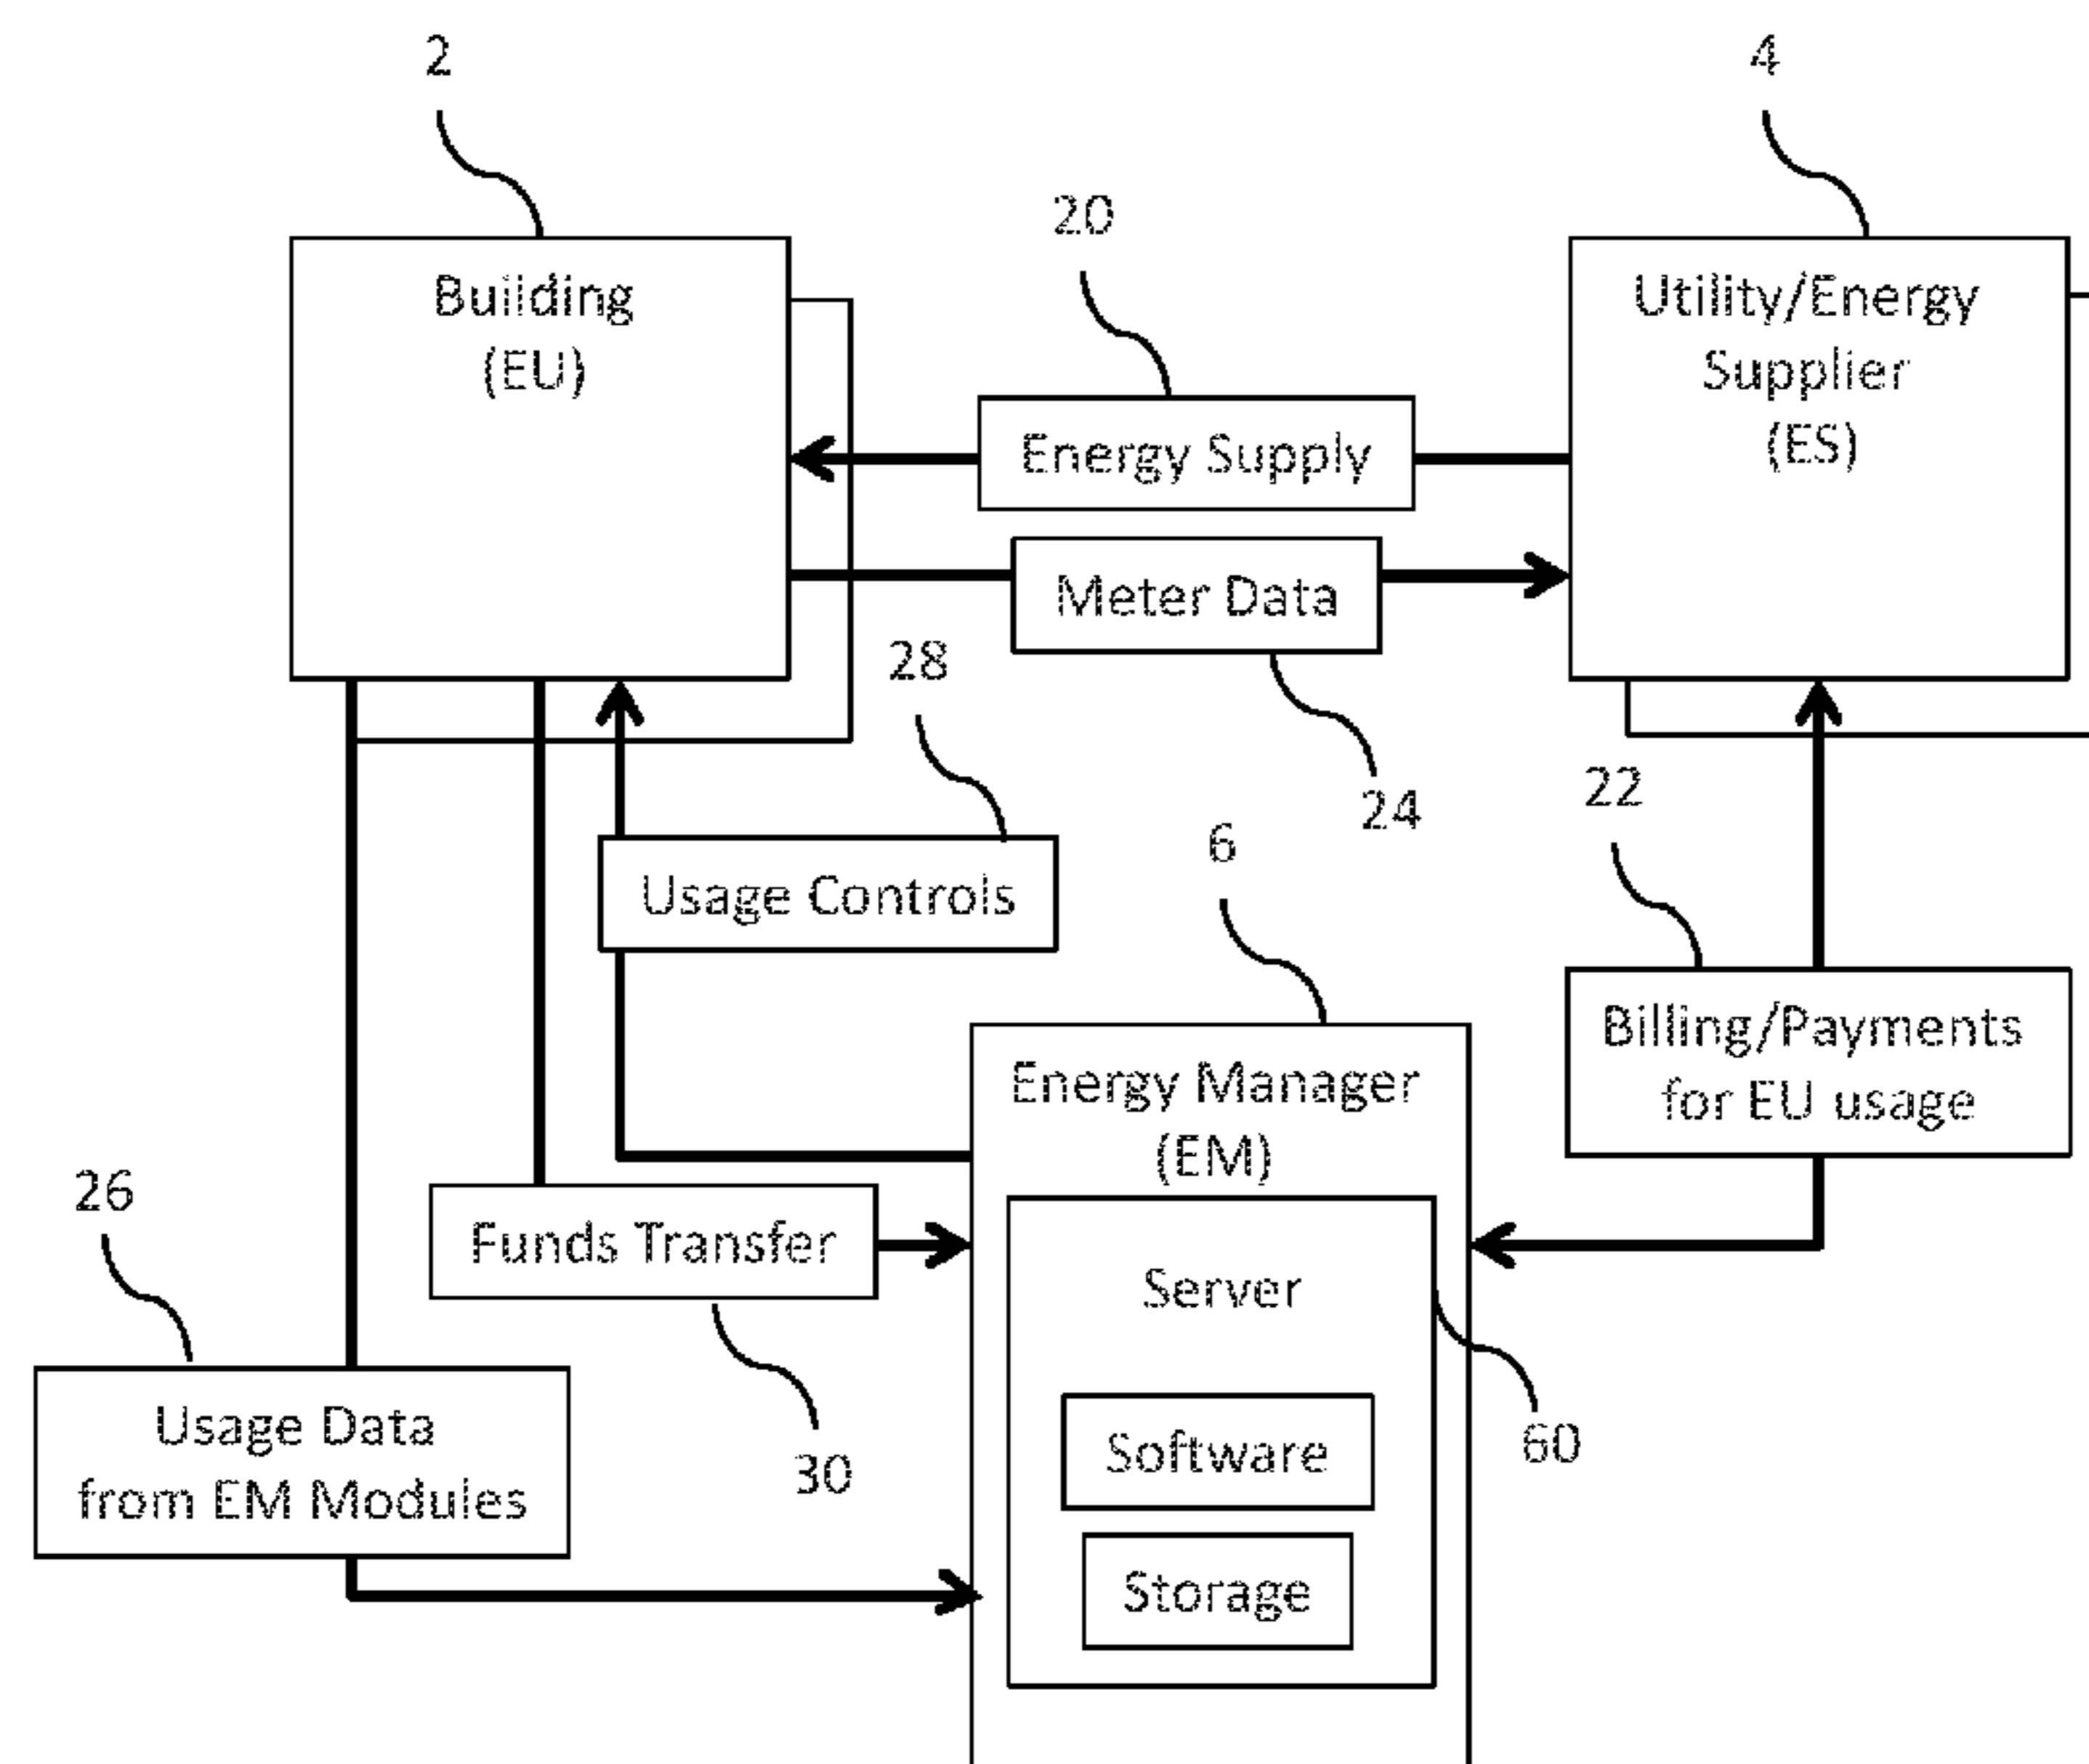 2
4
20
Building
(EU)
Utility/Energy
Supplier
(ES)
Energy Supply
Meter Data
28
24
22
6
Usage Controls
Billing/Payments
for EU usage
Energy Manager
(EM)
26
Funds Transfer
Server
30
60
Usage Data
from EM Modules
Software
Storage